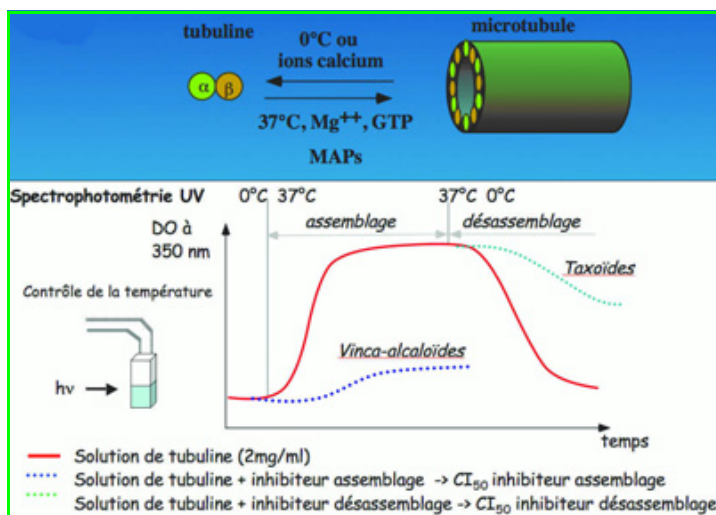 tubuline
0°C ou
ions calcium
microtubule
α β
37°C, Mg++, GTP
MAPs
Spectrophotométrie UV
0°C 37°C
37°C 0°C
DO à
350 nm
assemblage
désassemblage
Contrôle de la température
Taxoïdes
Vinca-alcaloïdes
hν
temps
Solution de tubuline (2mg/ml)
Solution de tubuline + inhibiteur assemblage -> CI50 inhibiteur assemblage
Solution de tubuline + inhibiteur désassemblage -> CI50 inhibiteur désassemblage